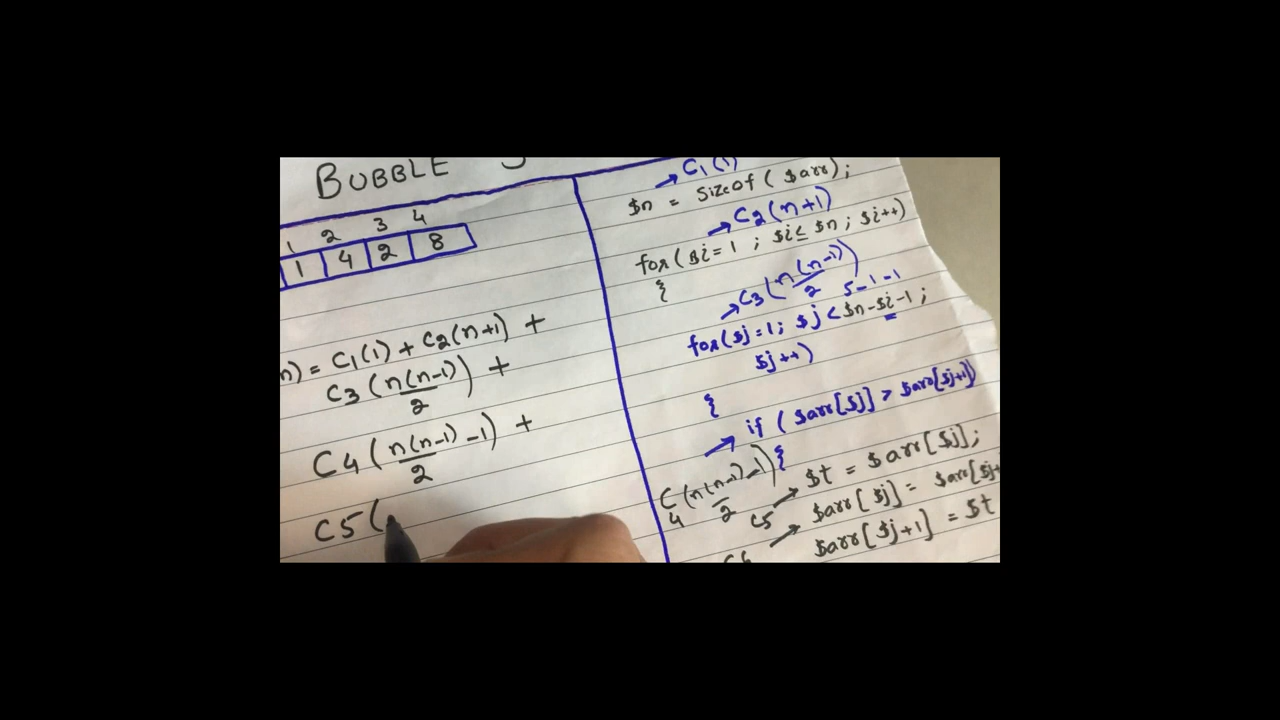 BUBBLE S
1 2 3 4
1 4 2 8
n) = C1(1) + C2(n+1) +
C3(n(n-1)/2) +
C4(n(n-1)/2 -1) +
C5(
→ C1(1)
$n = Sizeof($arr);
→ C2(n+1)
for($i=1 ; $i≤$n ; $i++)
{
→ C3(n(n-1)/2)
5-1-1
for($j=1; $j<$n-$i-1;
$j++)
{
→ if ($arr[$j] > $arr[$j+1])
C4(n(n-1)/2 -1) {
C5 → $t = $arr[$j];
C6 → $arr[$j] = $arr[$j+
$arr[$j+1] = $t